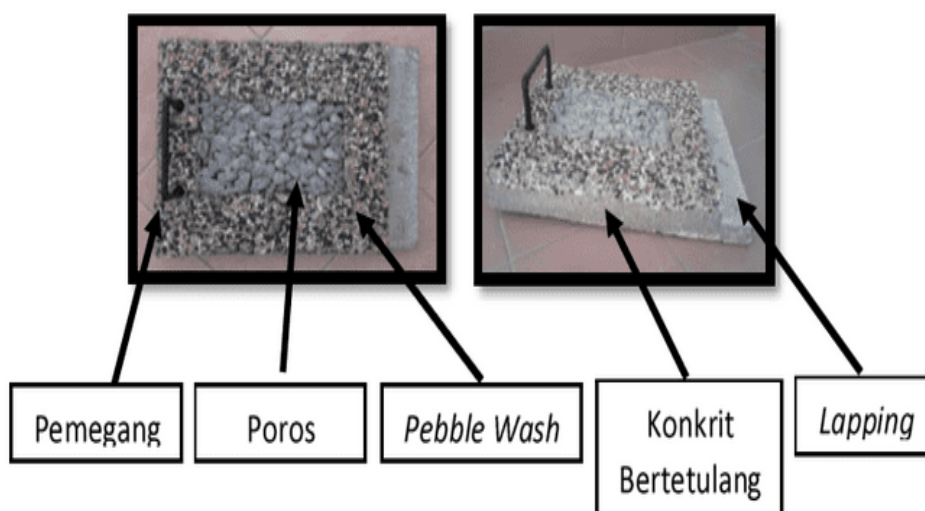 Pemegang
Poros
Pebble Wash
Konkrit
Bertetulang
Lapping